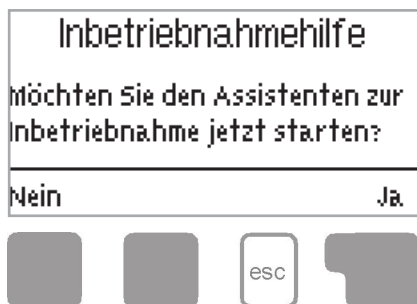 Inbetriebnahmehilfe
Möchten Sie den Assistenten zur
Inbetriebnahme jetzt starten?
Nein Ja
esc